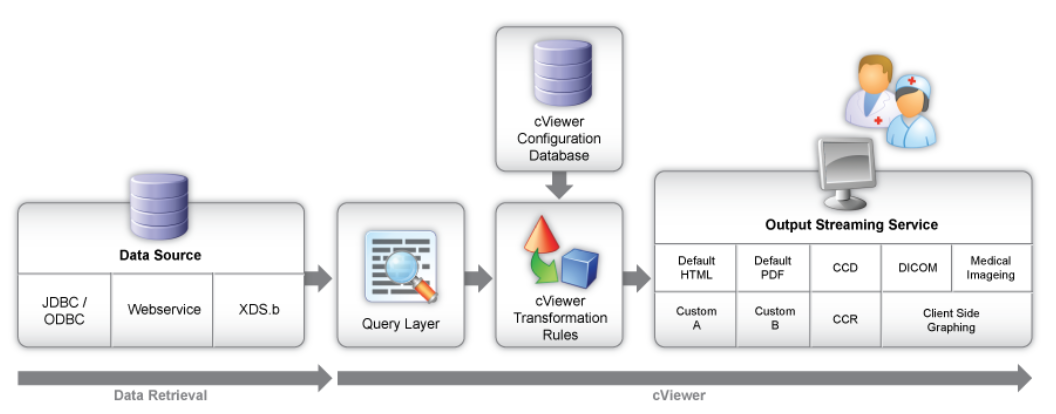 cViewer
Configuration
Database
Data Source
JDBC /
ODBC
Webservice
XDS.b
Query Layer
cViewer
Transformation
Rules
Output Streaming Service
Default
HTML
Default
PDF
CCD
DICOM
Medical
Imageing
Custom
A
Custom
B
CCR
Client Side
Graphing
Data Retrieval
cViewer